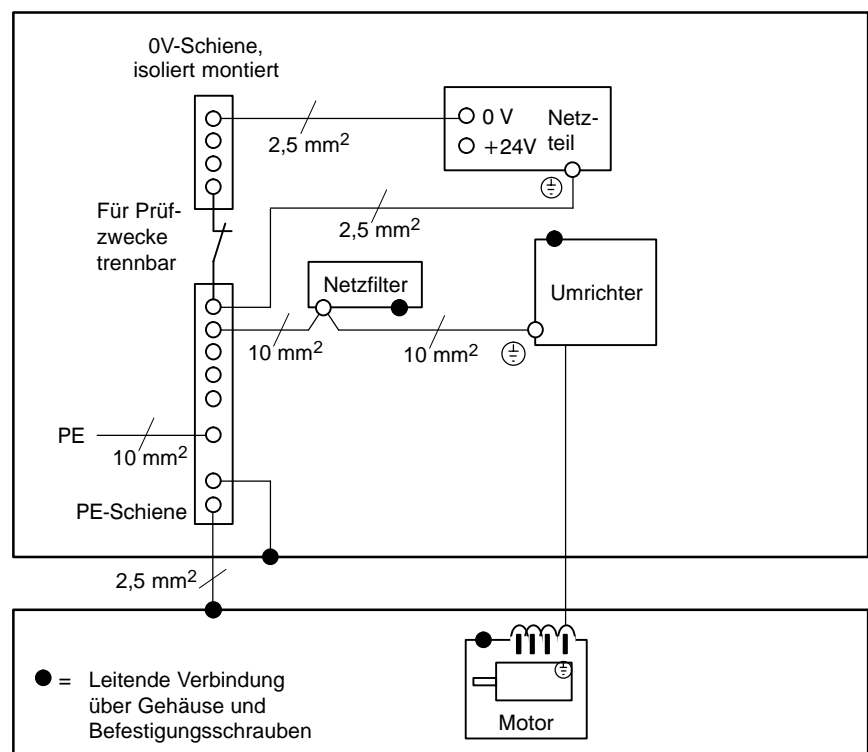 0V-Schiene,
isoliert montiert
2,5 mm²
0 V
+24V
Netz-
teil
Für Prüf-
zwecke
trennbar
2,5 mm²
Netzfilter
Umrichter
10 mm²
10 mm²
PE
10 mm²
PE-Schiene
2,5 mm²
= Leitende Verbindung
über Gehäuse und
Befestigungsschrauben
Motor